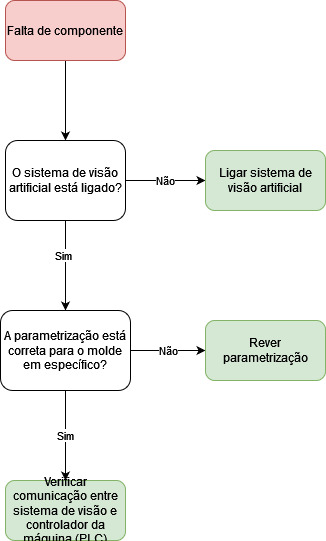 Falta de componente
O sistema de visão
artificial está ligado?
Não
Ligar sistema de
visão artificial
Sim
A parametrização está
correta para o molde
em específico?
Não
Rever
parametrização
Sim
Verificar
comunicação entre
sistema de visão e
controlador da
máquina (PLC)